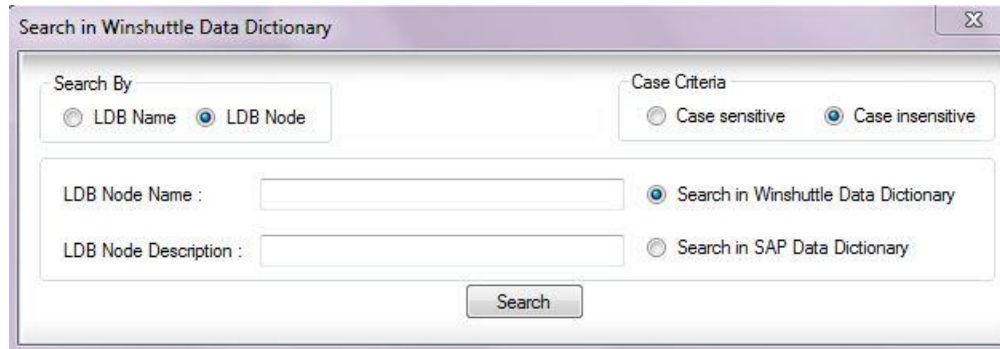 Search in Winshuttle Data Dictionary
Search By
LDB Name LDB Node
Case Criteria
Case sensitive Case insensitive
LDB Node Name :
Search in Winshuttle Data Dictionary
LDB Node Description :
Search in SAP Data Dictionary
Search